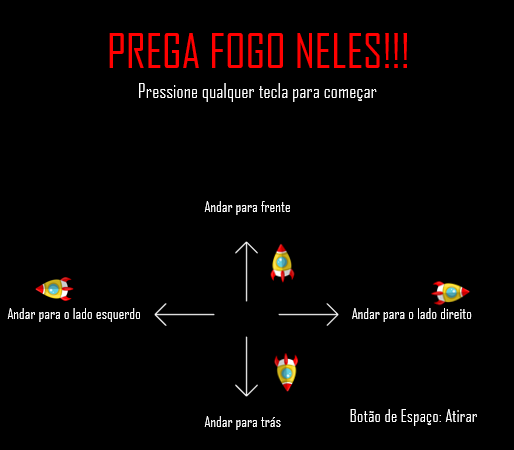 PREGA FOGO NELES!!!
Pressione qualquer tecla para começar
Andar para frente
Andar para o lado esquerdo
Andar para o lado direito
Andar para trás
Botão de Espaço: Atirar